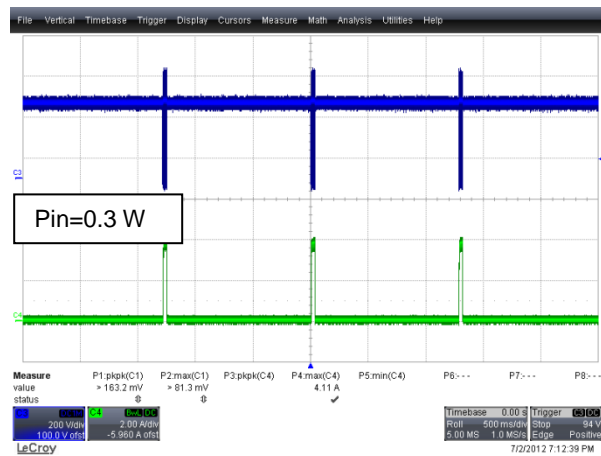 File Vertical Timebase Trigger Display Cursors Measure Math Analysis Utilities Help
C3
Pin=0.3 W
C4
Measure P1:pkpk(C1) P2:max(C1) P3:pkpk(C4) P4:max(C4) P5:min(C4) P6:- - - P7:- - -
value > 163.2 mV > 81.3 mV 4.11 A
status
C4 BwL DC Timebase 0.00 s Trigger C3 DC
200 V/div 2.00 A/div Roll 500 ms/div Stop 94 V
100.0 V ofst -5.960 A ofst 5.00 MS 1.0 MS/s Edge Positive
LeCroy 7/2/2012 7:12:39 PM